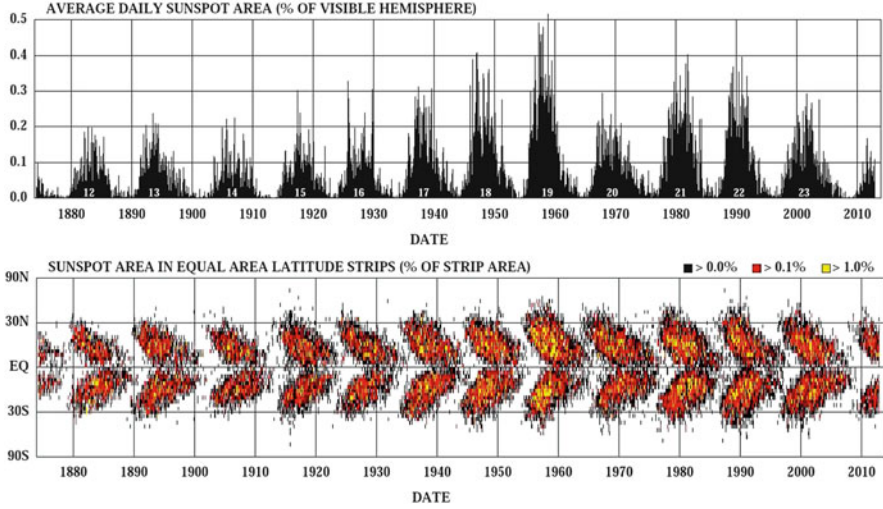 AVERAGE DAILY SUNSPOT AREA (% OF VISIBLE HEMISPHERE)
0.5
0.4
0.3
0.2
0.1
0.0
12 13 14 15 16 17 18 19 20 21 22 23
1880 1890 1900 1910 1920 1930 1940 1950 1960 1970 1980 1990 2000 2010
DATE
SUNSPOT AREA IN EQUAL AREA LATITUDE STRIPS (% OF STRIP AREA) > 0.0% > 0.1% > 1.0%
90N
30N
EQ
30S
90S
1880 1890 1900 1910 1920 1930 1940 1950 1960 1970 1980 1990 2000 2010
DATE